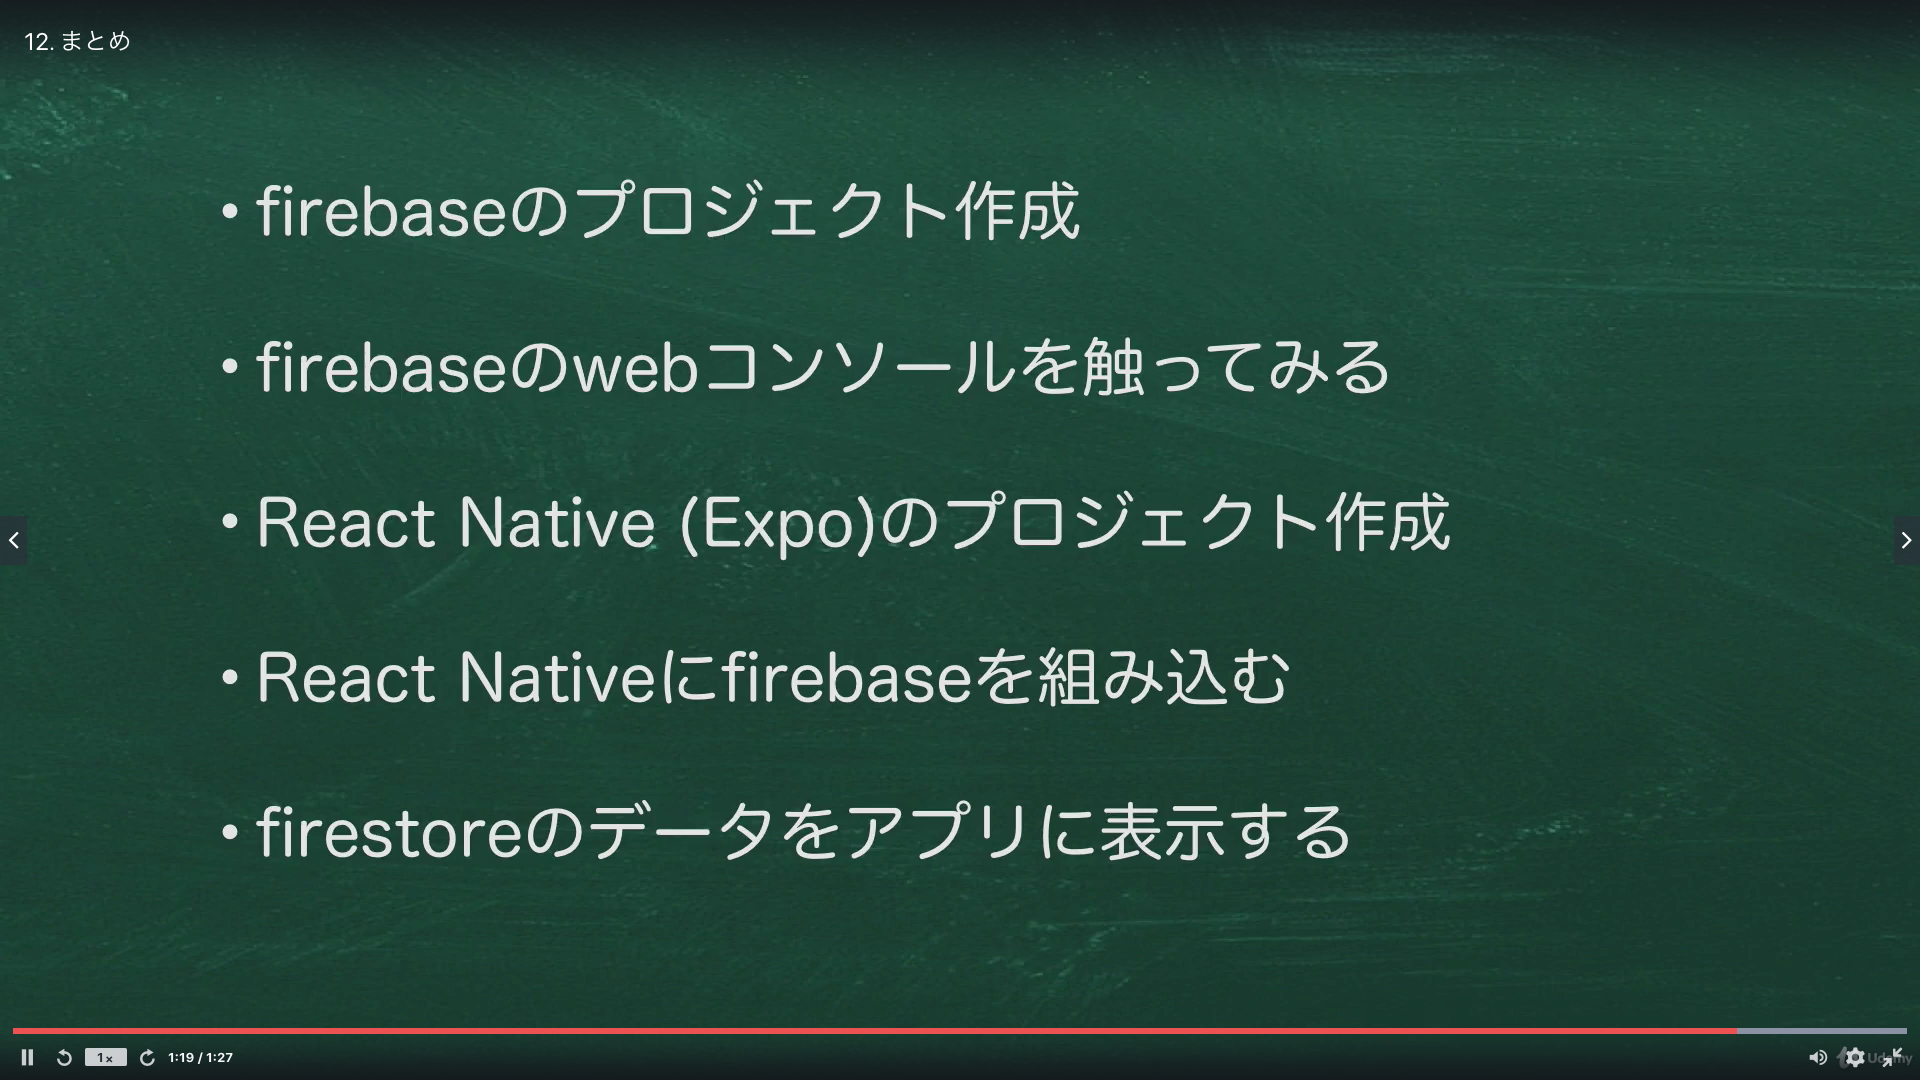 12. まとめ
• firebaseのプロジェクト作成
• firebaseのwebコンソールを触ってみる
• React Native (Expo)のプロジェクト作成
• React Nativeにfirebaseを組み込む
• firestoreのデータをアプリに表示する
1x 1:19 / 1:27
Udemy